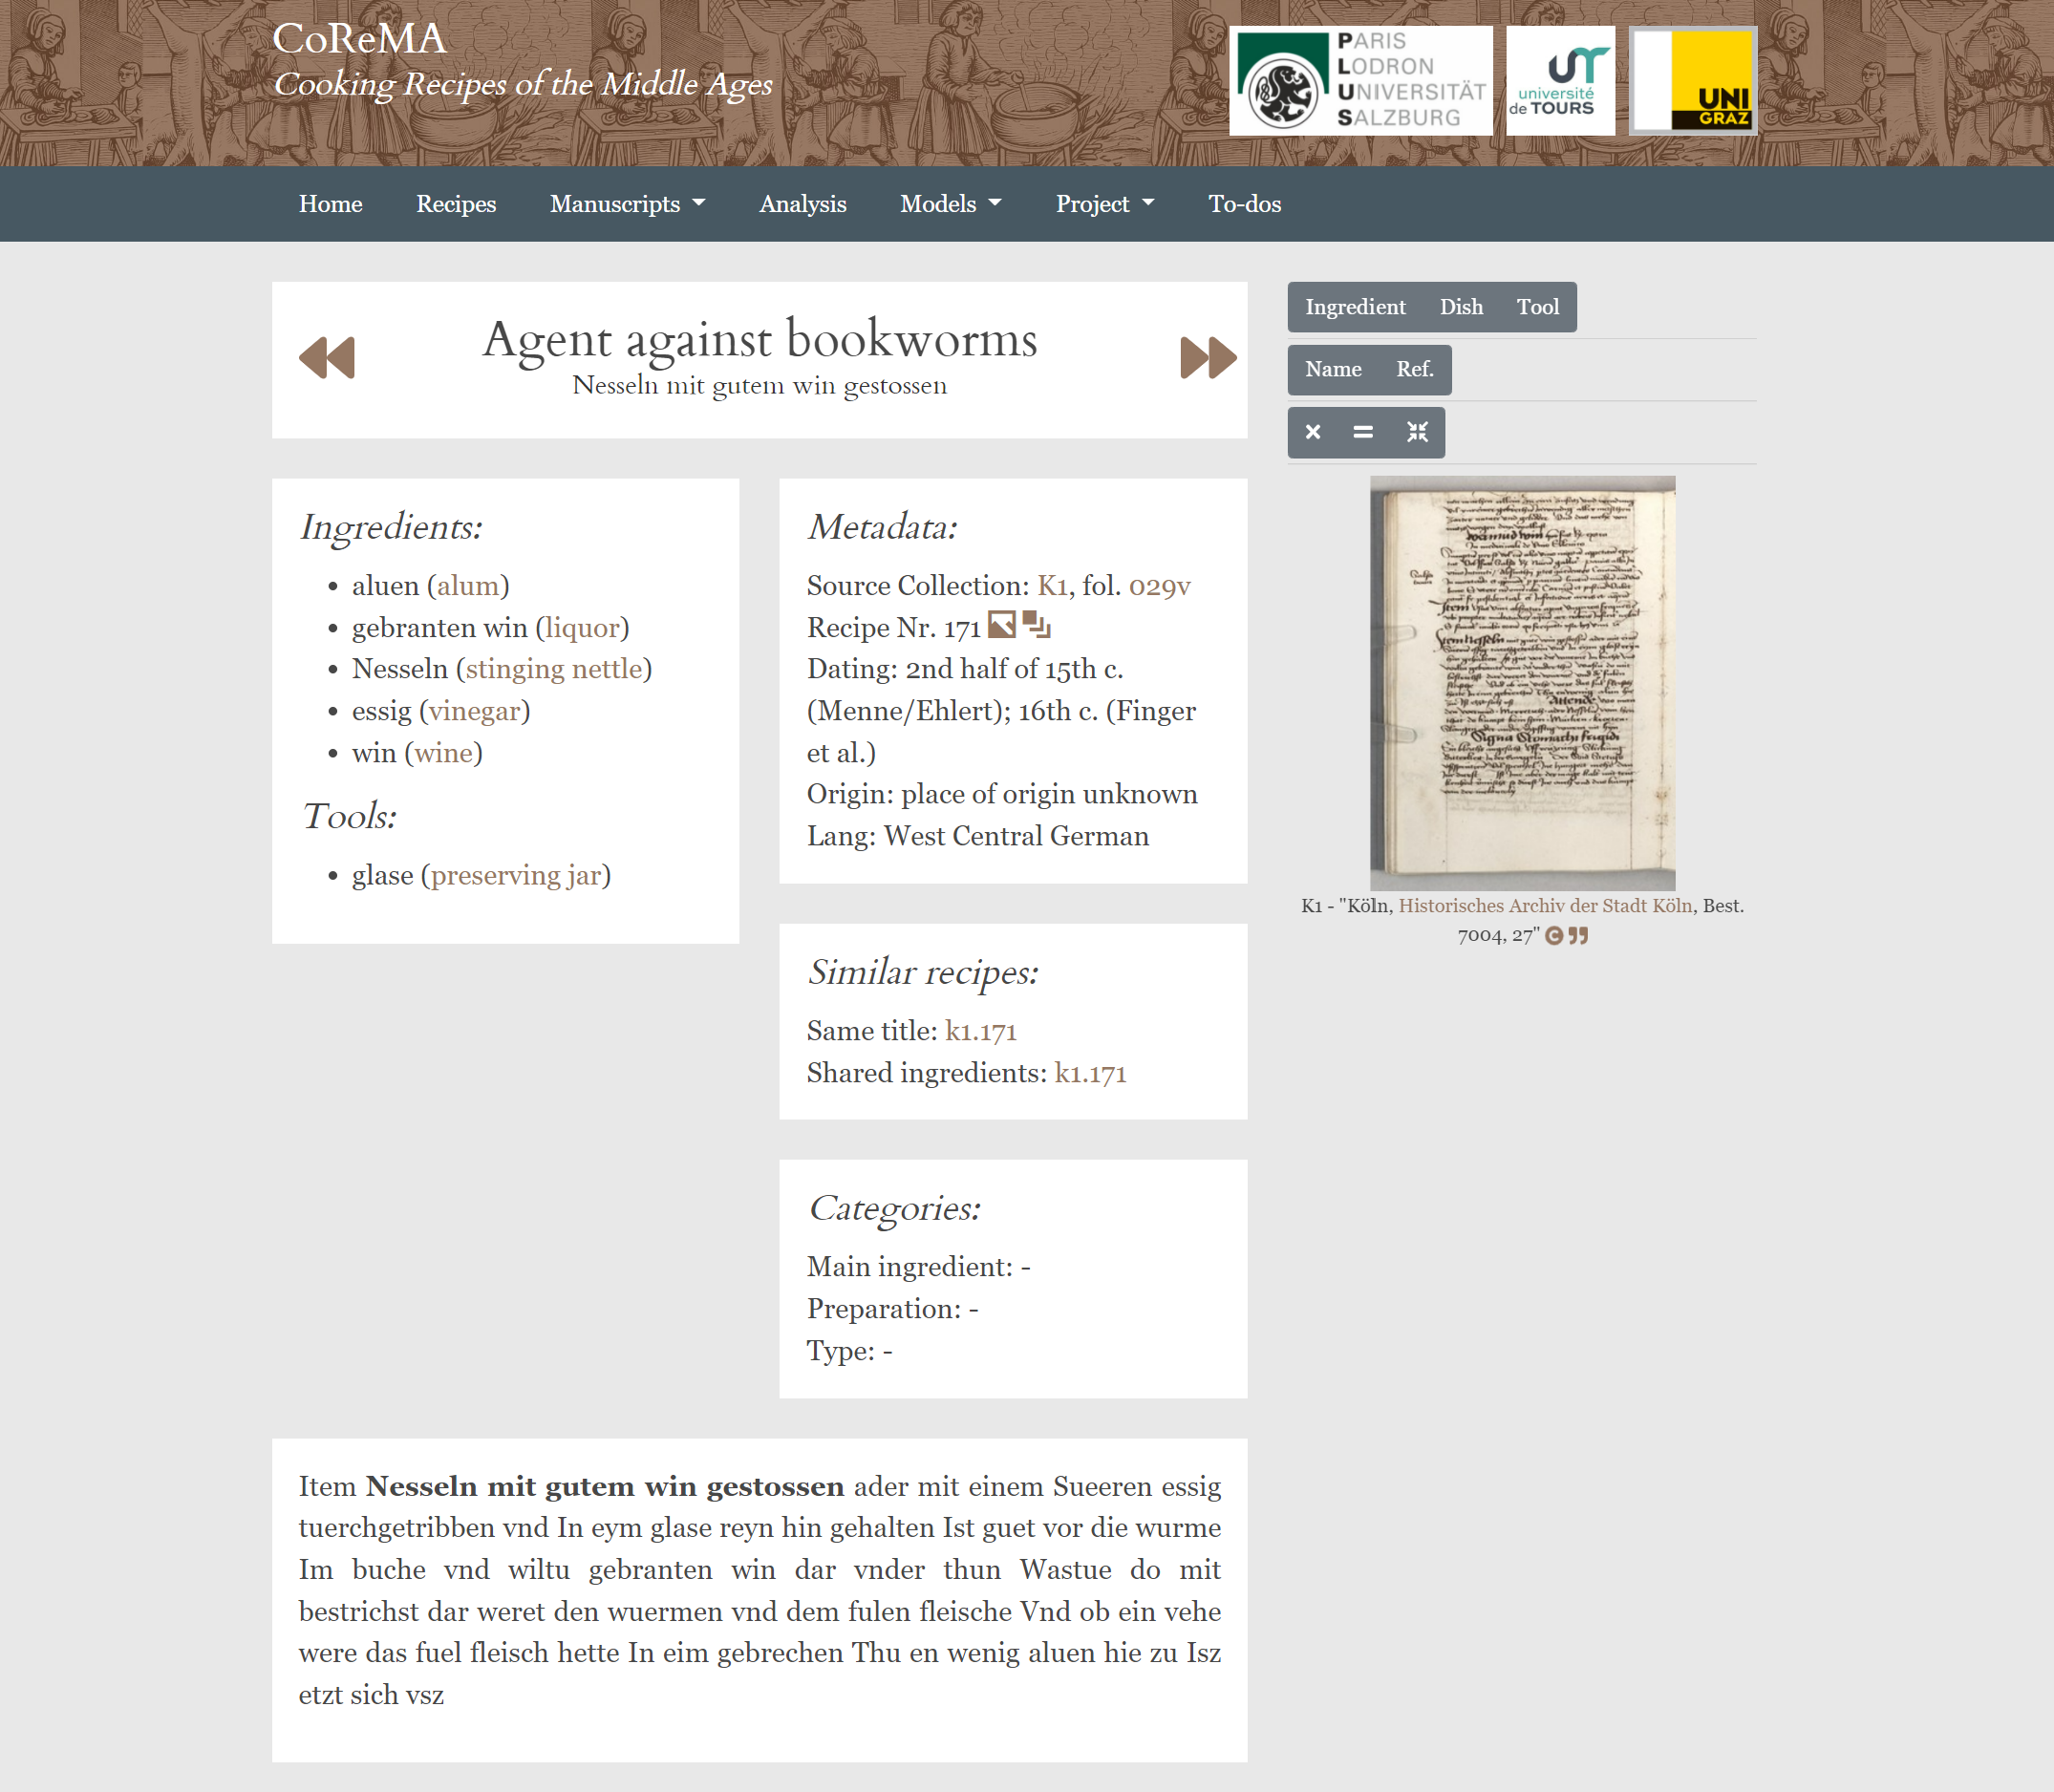 CoReMA
Cooking Recipes of the Middle Ages
PARIS
LODRON
UNIVERSITÄT
SALZBURG
université
de TOURS
UNI
GRAZ
Home Recipes Manuscripts Analysis Models Project To-dos
Agent against bookworms
Nesseln mit gutem win gestossen
Ingredient Dish Tool
Name Ref.
Ingredients:
• aluen (alum)
• gebranten win (liquor)
• Nesseln (stinging nettle)
• essig (vinegar)
• win (wine)
Tools:
• glase (preserving jar)
Metadata:
Source Collection: K1, fol. 029v
Recipe Nr. 171
Dating: 2nd half of 15th c.
(Menne/Ehlert); 16th c. (Finger
et al.)
Origin: place of origin unknown
Lang: West Central German
Similar recipes:
Same title: k1.171
Shared ingredients: k1.171
Categories:
Main ingredient: -
Preparation: -
Type: -
K1 - "Köln, Historisches Archiv der Stadt Köln, Best.
7004, 27"
Item Nesseln mit gutem win gestossen ader mit einem Sueeren essig
tuerchgetribben vnd In eym glase reyn hin gehalten Ist guet vor die wurme
Im buche vnd wiltu gebranten win dar vnder thun Wastue do mit
bestrichst dar weret den wuermen vnd dem fulen fleische Vnd ob ein vehe
were das fuel fleisch hette In eim gebrechen Thu en wenig aluen hie zu Isz
etzt sich vsz